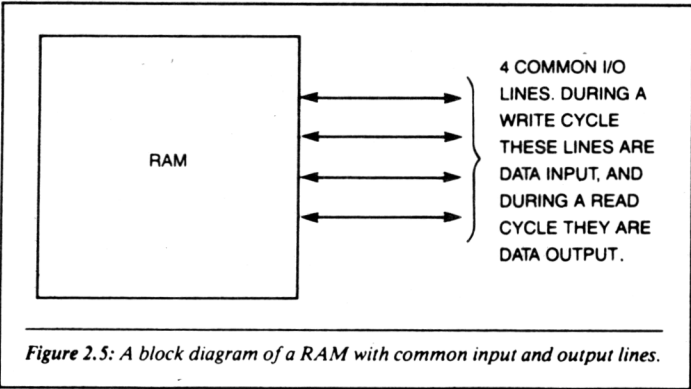 RAM
4 COMMON I/O
LINES. DURING A
WRITE CYCLE
THESE LINES ARE
DATA INPUT, AND
DURING A READ
CYCLE THEY ARE
DATA OUTPUT.
Figure 2.5: A block diagram of a RAM with common input and output lines.